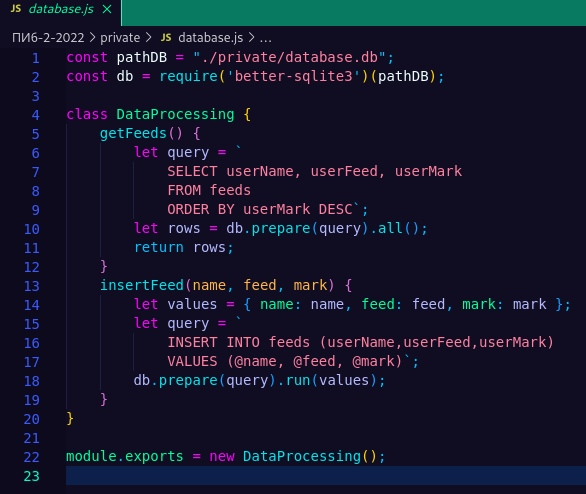 JS database.js ×
ПИ6-2-2022 > private > JS database.js > ...
1 const pathDB = "./private/database.db";
2 const db = require('better-sqlite3')(pathDB);
3
4 class DataProcessing {
5     getFeeds() {
6         let query = `
7             SELECT userName, userFeed, userMark
8             FROM feeds
9             ORDER BY userMark DESC`;
10         let rows = db.prepare(query).all();
11         return rows;
12     }
13     insertFeed(name, feed, mark) {
14         let values = { name: name, feed: feed, mark: mark };
15         let query = `
16             INSERT INTO feeds (userName,userFeed,userMark)
17             VALUES (@name, @feed, @mark)`;
18         db.prepare(query).run(values);
19     }
20 }
21
22 module.exports = new DataProcessing();
23